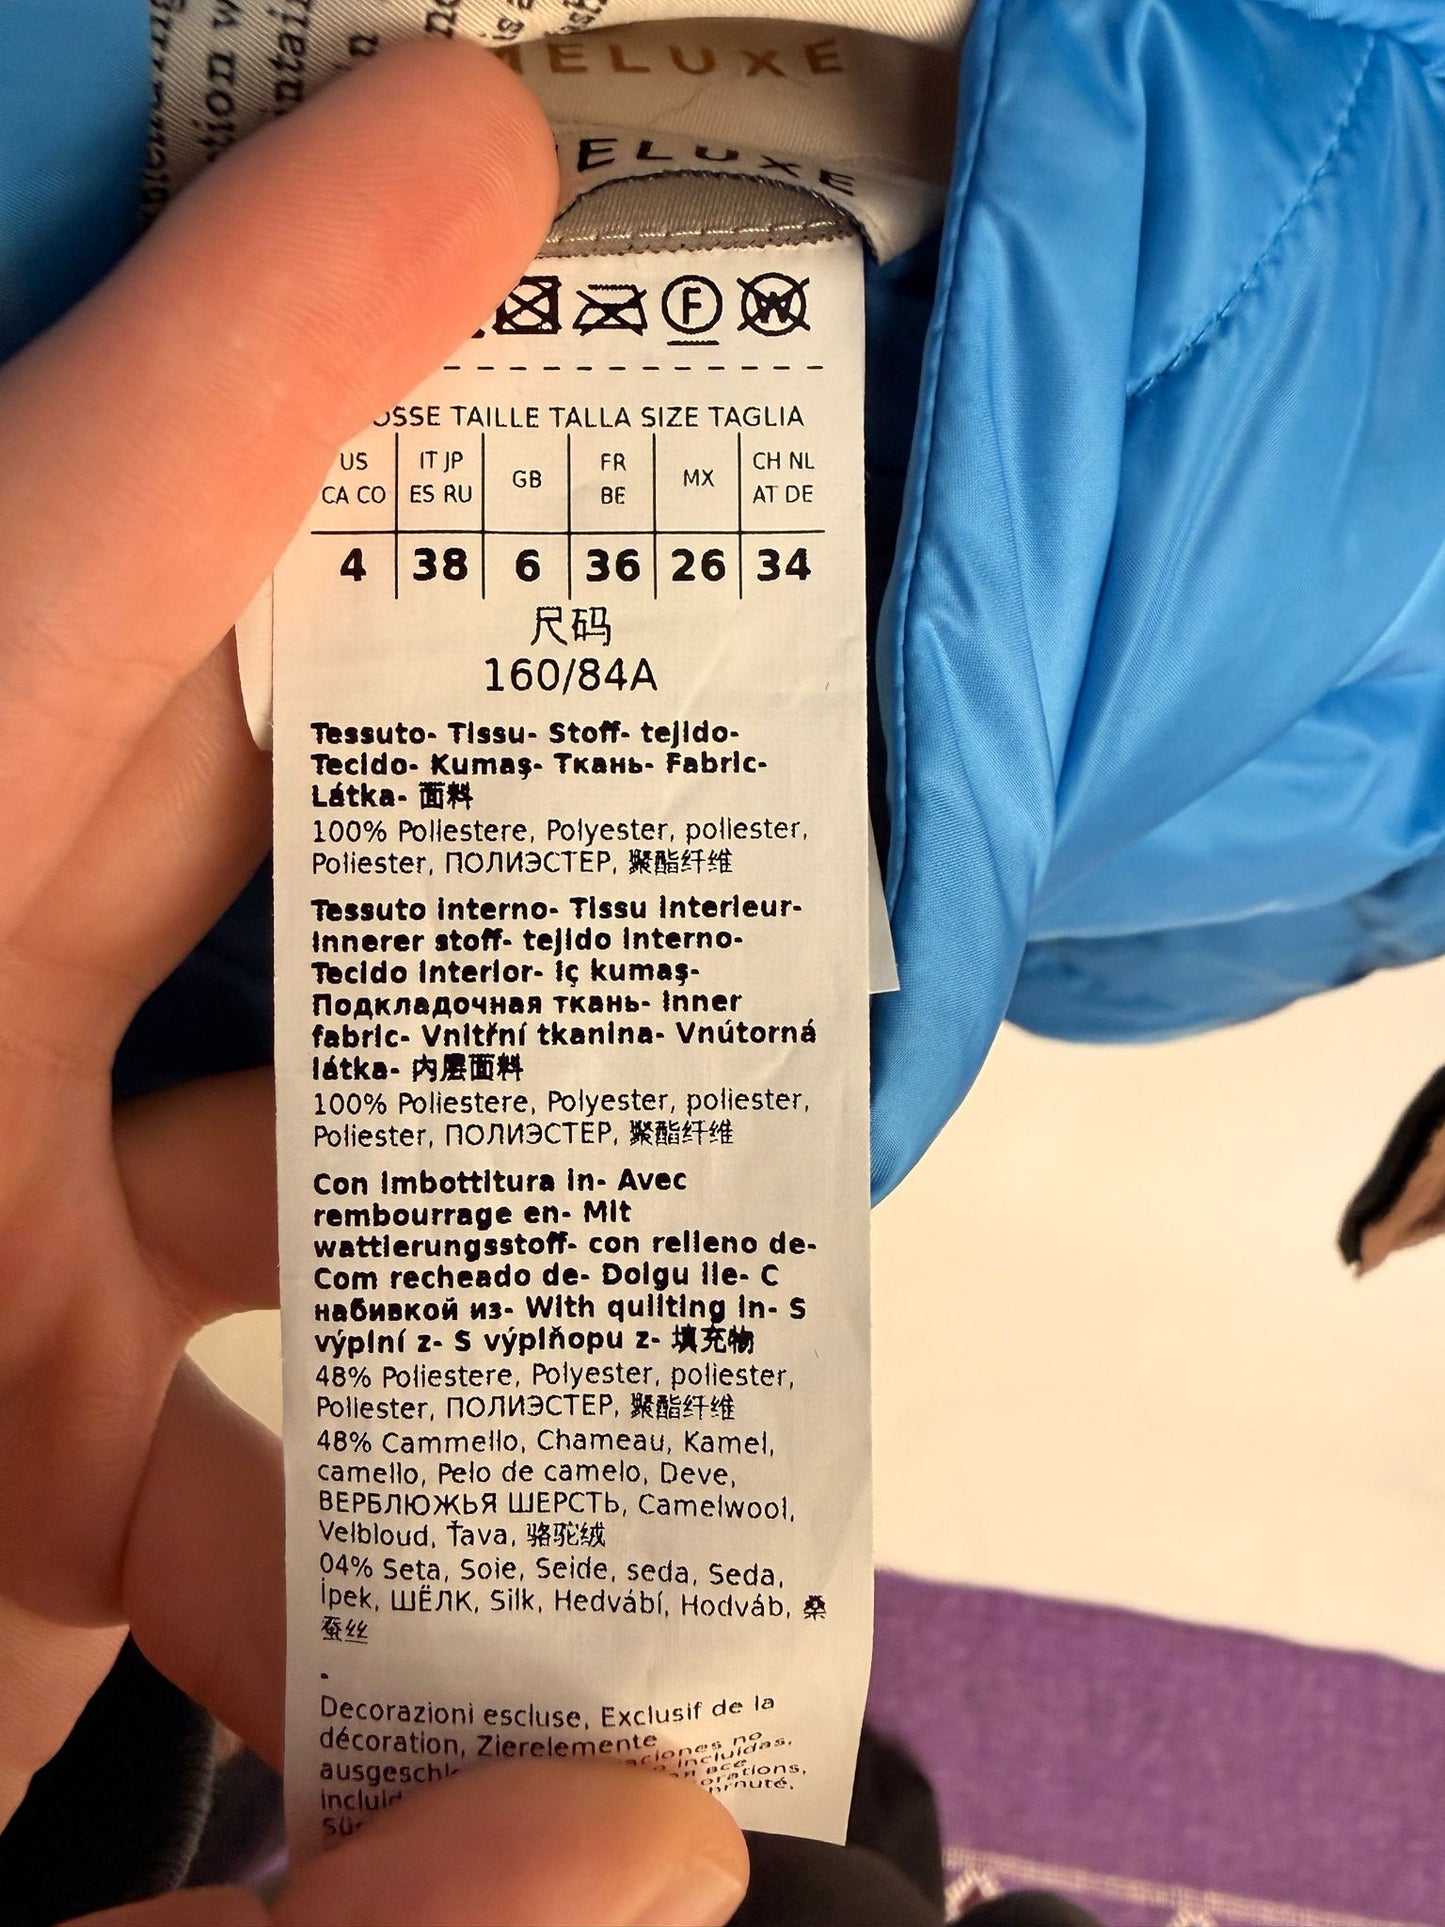 ELUXE
ELUXE
F
W
OSSE TAILLE TALLA SIZE TAGLIA
US IT JP GB FR MX CH NL
CA CO ES RU BE AT DE
4 38 6 36 26 34
尺码
160/84A
Tessuto- Tissu- Stoff- tejido-
Tecido- Kumaş- Ткань- Fabric-
Látka- 面料
100% Poliestere, Polyester, poliester,
Poliester, ПОЛИЭСТЕР, 聚酯纤维
Tessuto interno- Tissu interieur-
Innerer stoff- tejido interno-
Tecido interior- iç kumaş-
Подкладочная ткань- Inner
fabric- Vnitřní tkanina- Vnútorná
látka- 内层面料
100% Poliestere, Polyester, poliester,
Poliester, ПОЛИЭСТЕР, 聚酯纤维
Con imbottitura in- Avec
rembourrage en- Mit
wattierungsstoff- con relleno de-
Com recheado de- Dolgu ile- С
набивкой из- With quilting in- S
výplní z- S výplňopu z- 填充物
48% Poliestere, Polyester, poliester,
Poliester, ПОЛИЭСТЕР, 聚酯纤维
48% Cammello, Chameau, Kamel,
camello, Pelo de camelo, Deve,
ВЕРБЛЮЖЬЯ ШЕРСТЬ, Camelwool,
Velbloud, Ťava, 骆驼绒
04% Seta, Soie, Seide, seda, Seda,
İpek, ШЁЛК, Silk, Hedvábí, Hodváb, 桑
蚕丝
.
Decorazioni escluse, Exclusif de la
décoration, Zierelemente
ausgeschl ciones no
includas.
orations,
hrnuté,